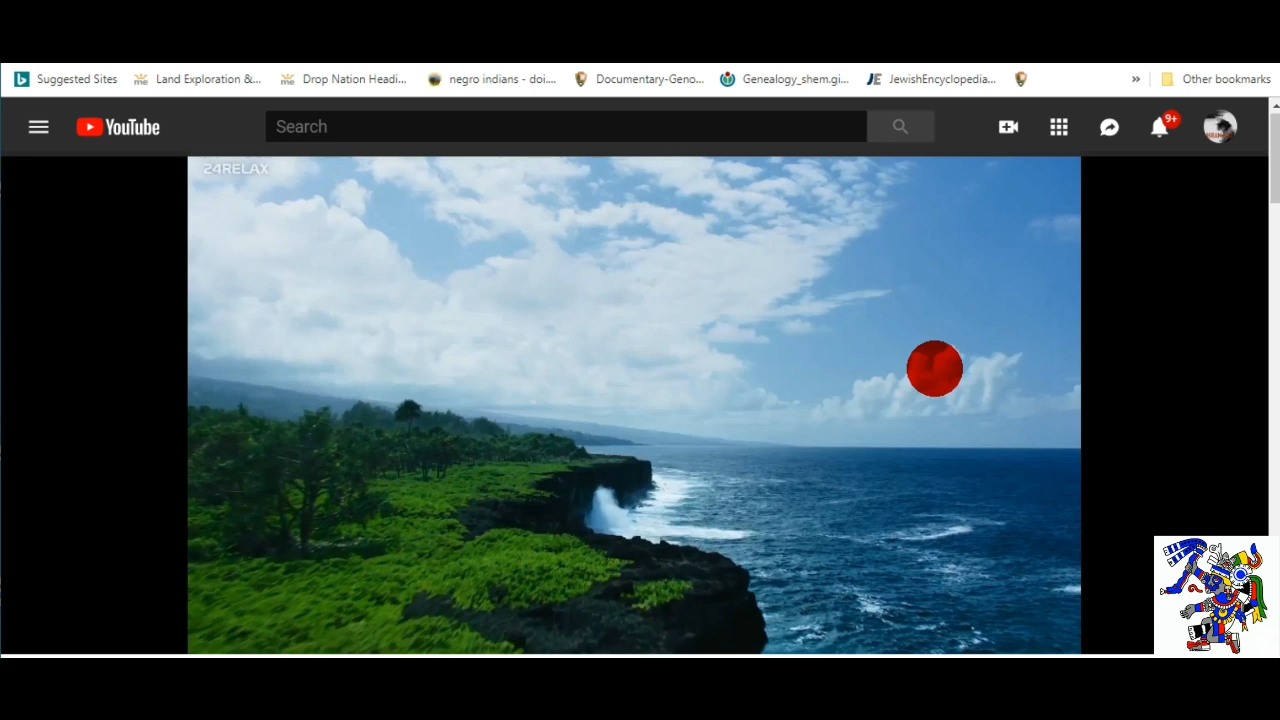 Suggested Sites Land Exploration &... Drop Nation Headi... negro indians - doi.... Documentary-Geno... Genealogy_shem.gi... JewishEncyclopedia... » Other bookmarks
YouTube Search 9+
24RELAX